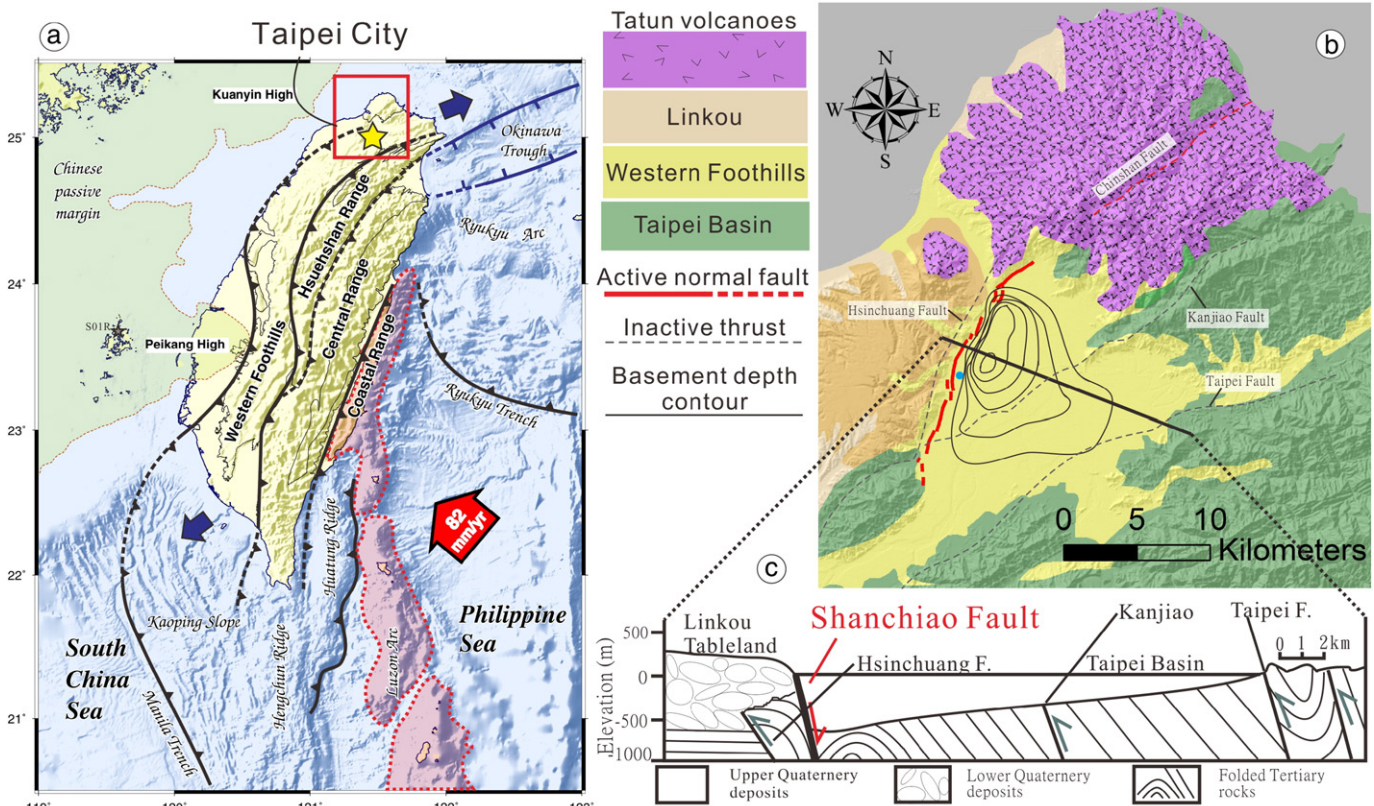 a
Taipei City
Kuanyin High
25°
Okinawa
Trough
Chinese
passive
margin
Ryukyu Arc
Hsuehshan Range
24°
S01R
Central Range
Peikang High
Western Foothills
Coastal Range
Ryukyu Trench
23°
82
mm/yr
Huatung Ridge
22°
Kaoping Slope
Hengchun Ridge
Philippine
Sea
South
China
Sea
Luzon Arc
Manila Trench
21°
Tatun volcanoes
Linkou
Western Foothills
Taipei Basin
Active normal fault
Inactive thrust
Basement depth
contour
b
N
W E
S
Chinshan Fault
Hsinchuang
Fault
Kanjiao Fault
Taipei Fault
0 5 10
Kilometers
c
Linkou
Tableland
Shanchiao Fault
Kanjiao
Taipei F.
0 1 2km
Hsinchuang F.
Taipei Basin
Elevation (m)
500
0
-500
-1000
Upper Quaternery
deposits
Lower Quaternery
deposits
Folded Tertiary
rocks